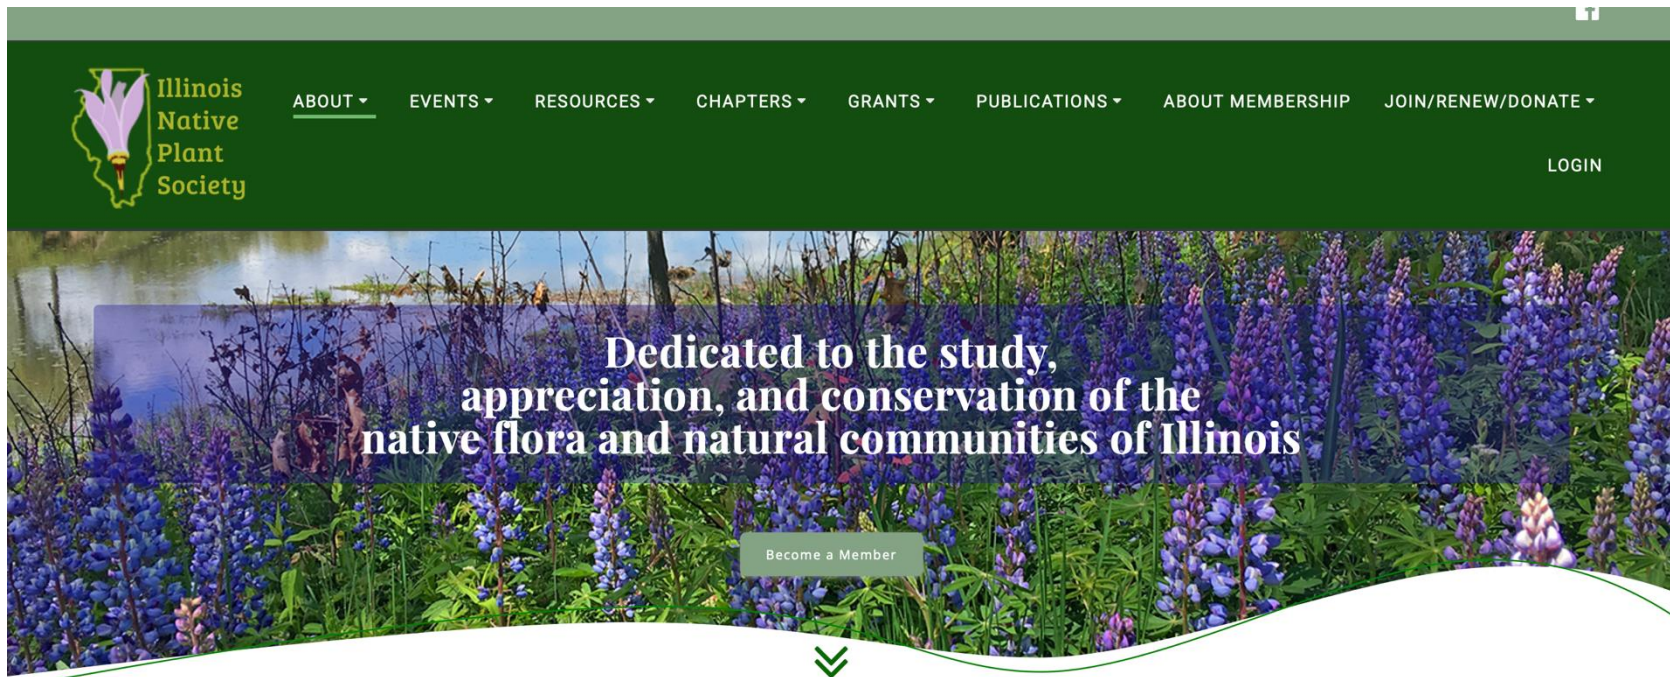 Illinois
Native
Plant
Society
ABOUT
EVENTS
RESOURCES
CHAPTERS
GRANTS
PUBLICATIONS
ABOUT MEMBERSHIP
JOIN/RENEW/DONATE
LOGIN
Dedicated to the study,
appreciation, and conservation of the
native flora and natural communities of Illinois
Become a Member